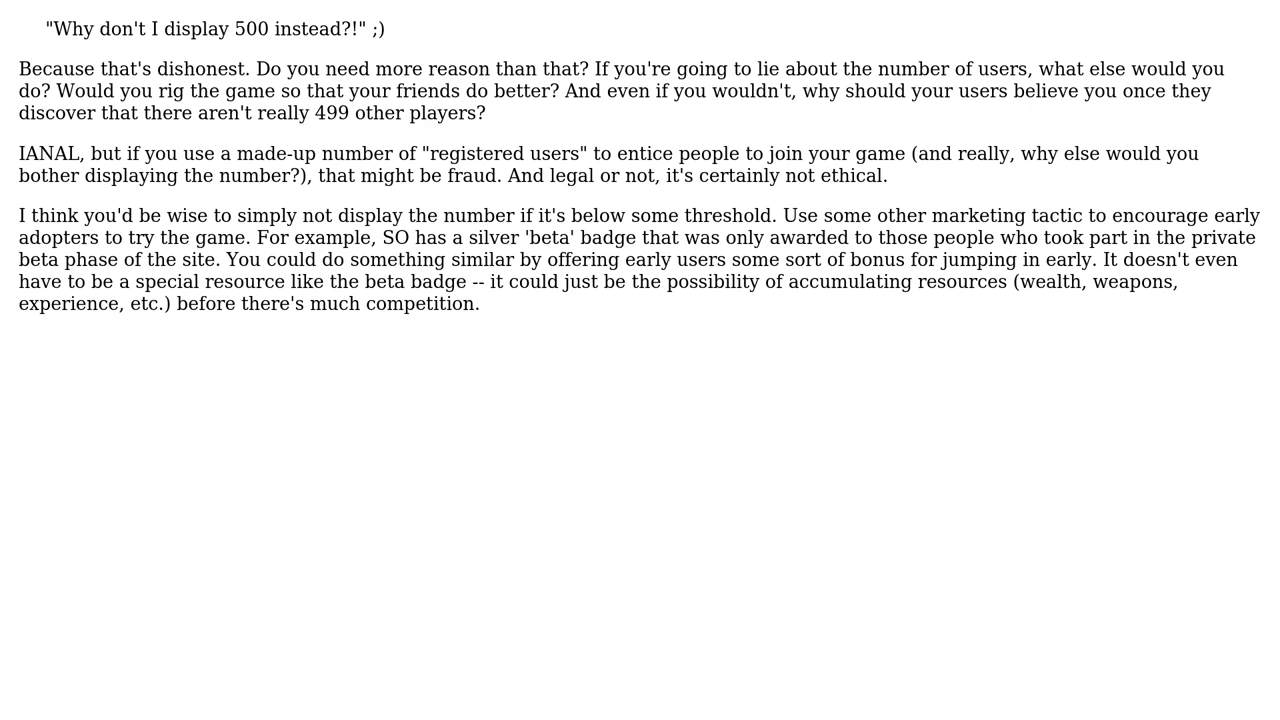 "Why don't I display 500 instead?!" ;)
Because that's dishonest. Do you need more reason than that? If you're going to lie about the number of users, what else would you
do? Would you rig the game so that your friends do better? And even if you wouldn't, why should your users believe you once they
discover that there aren't really 499 other players?
IANAL, but if you use a made-up number of "registered users" to entice people to join your game (and really, why else would you
bother displaying the number?), that might be fraud. And legal or not, it's certainly not ethical.
I think you'd be wise to simply not display the number if it's below some threshold. Use some other marketing tactic to encourage early
adopters to try the game. For example, SO has a silver 'beta' badge that was only awarded to those people who took part in the private
beta phase of the site. You could do something similar by offering early users some sort of bonus for jumping in early. It doesn't even
have to be a special resource like the beta badge -- it could just be the possibility of accumulating resources (wealth, weapons,
experience, etc.) before there's much competition.